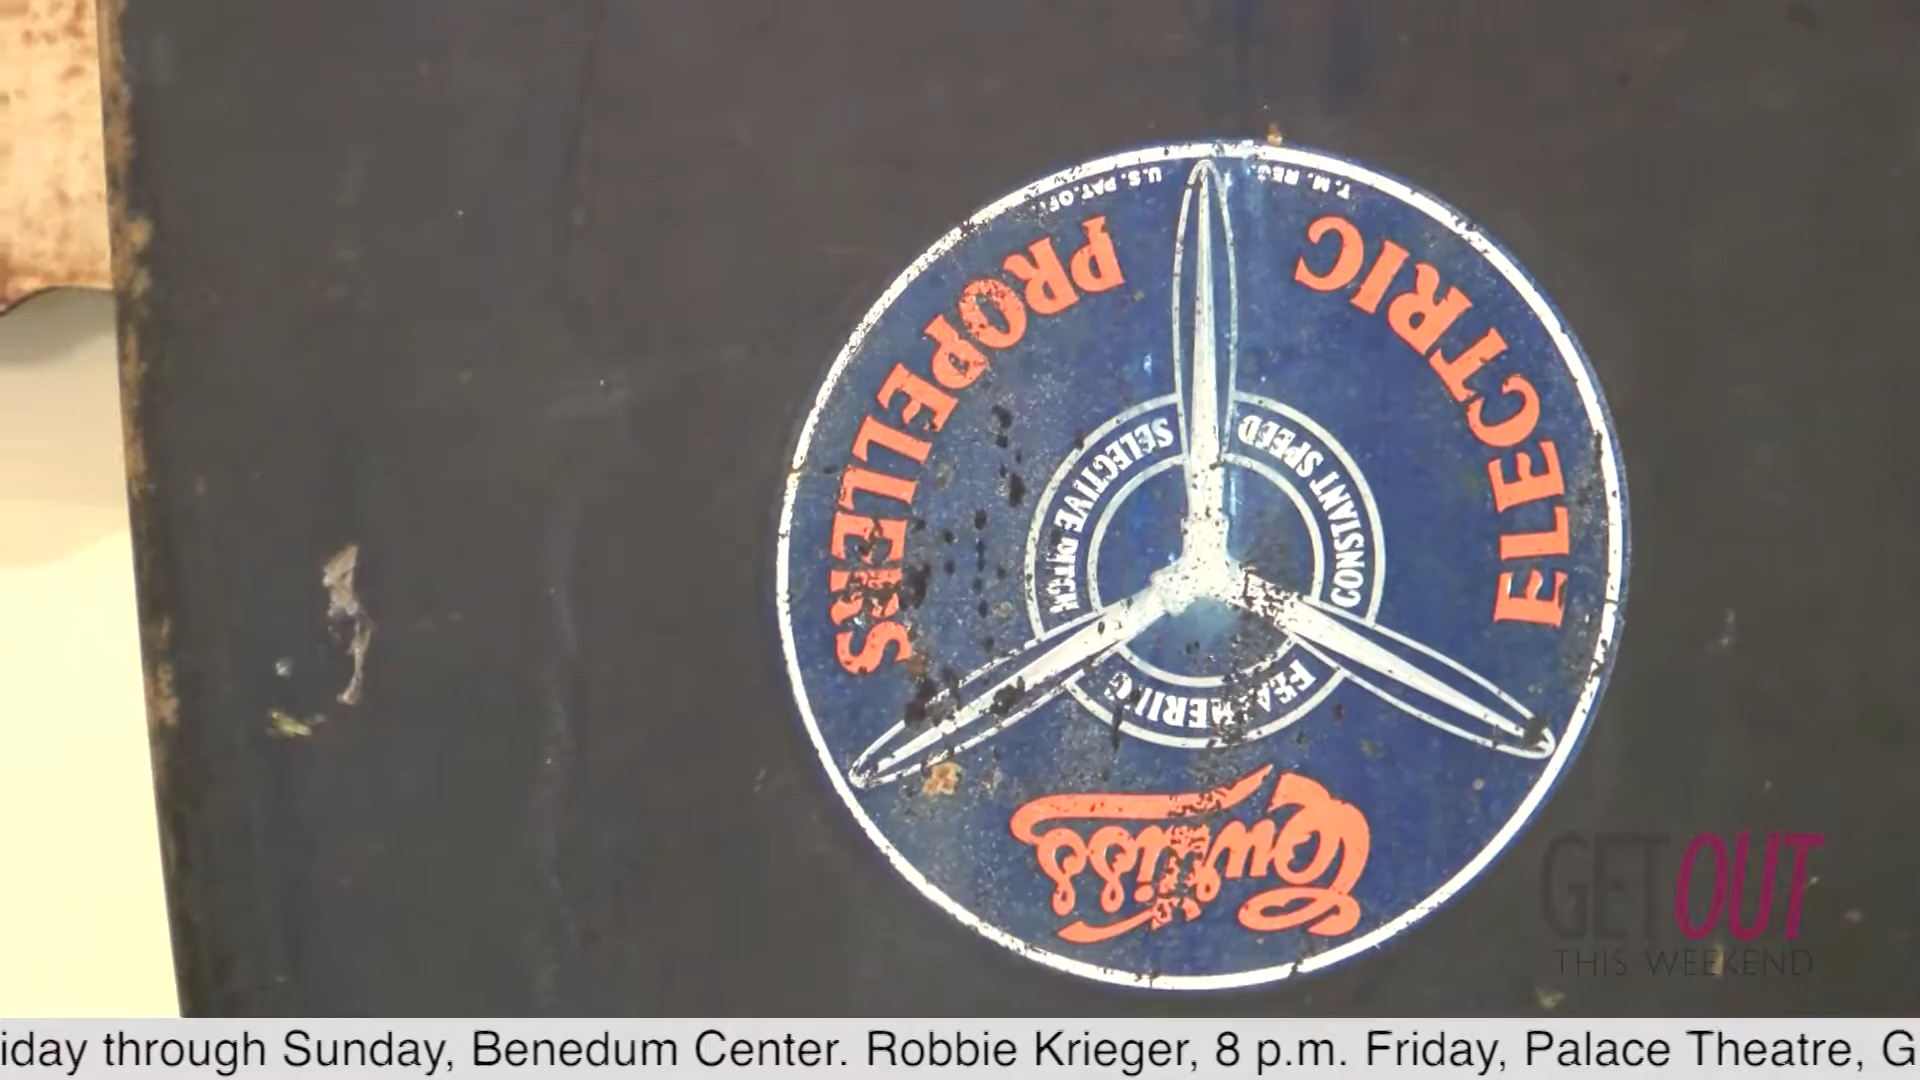 Curtiss
ELECTRIC
PROPELLERS
CONSTANT SPEED
SELECTIVE PITCH
FEATHERING
T. M. REG.
U.S. PAT. OF
GET OUT
THIS WEEKEND
iday through Sunday, Benedum Center. Robbie Krieger, 8 p.m. Friday, Palace Theatre, G